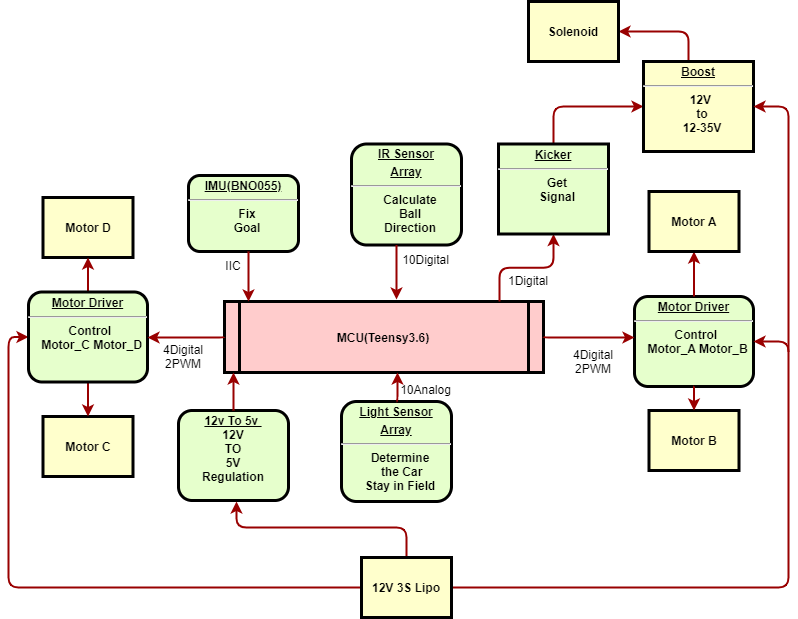 Solenoid
Boost
12V
to
12-35V
IR Sensor
Array
Calculate
Ball
Direction
Kicker
Get
Signal
IMU(BNO055)
Fix
Goal
Motor D
Motor A
IIC
10Digital
1Digital
Motor Driver
Control
Motor_C Motor_D
MCU(Teensy3.6)
Motor Driver
Control
Motor_A Motor_B
4Digital
2PWM
4Digital
2PWM
10Analog
Motor C
12v To 5v
12V
TO
5V
Regulation
Light Sensor
Array
Determine
the Car
Stay in Field
Motor B
12V 3S Lipo